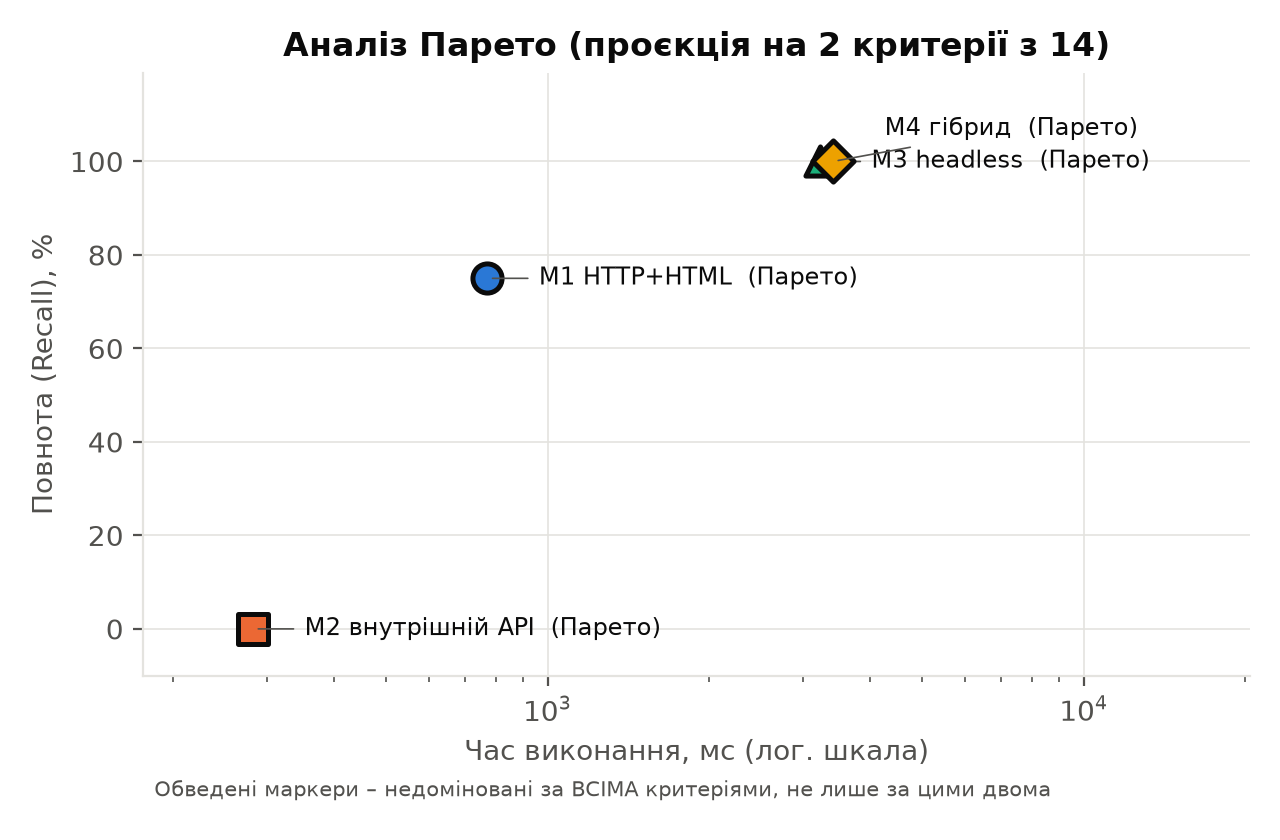 Аналіз Парето (проєкція на 2 критерії з 14)
M4 гібрид (Парето)
M3 headless (Парето)
M1 HTTP+HTML (Парето)
M2 внутрішній API (Парето)
Повнота (Recall), %
100
80
60
40
20
0
10³
10⁴
Час виконання, мс (лог. шкала)
Обведені маркери – недоміновані за ВСІМА критеріями, не лише за цими двома